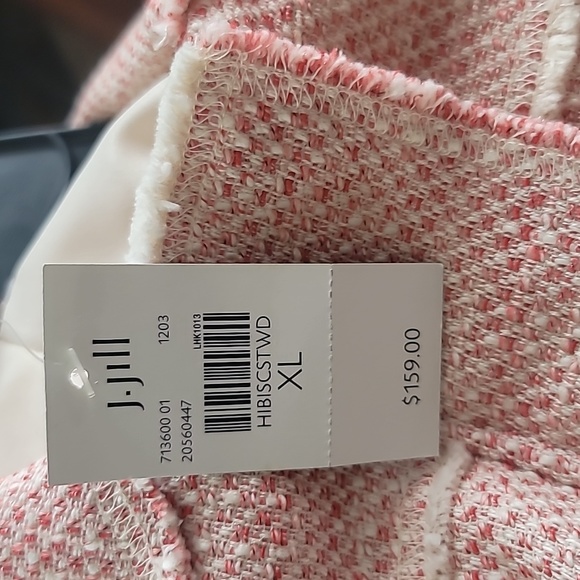 J.Jill
713600 01 1203
20560447
LHK1013
HIBISCSTWD
XL
$159.00